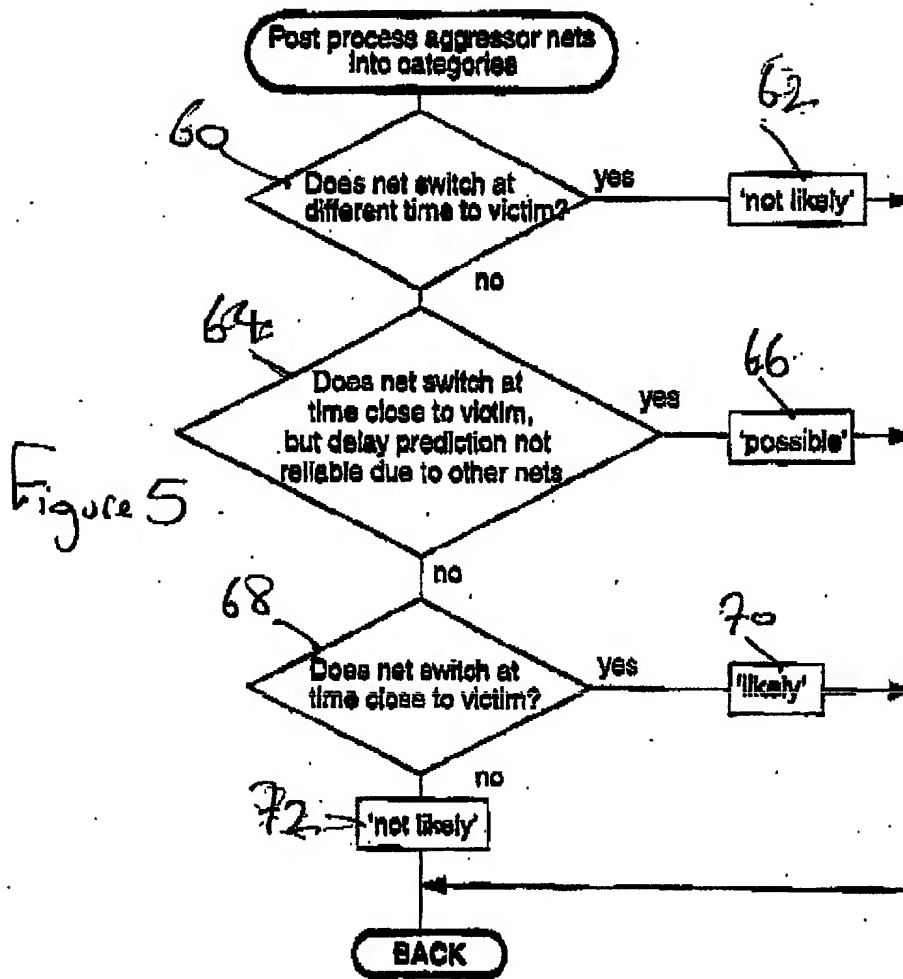 Post process aggressor nets
into categories
62
60
Does net switch at
different time to victim?
yes
'not likely'
no
64
66
Does net switch at
time close to victim,
but delay prediction not
reliable due to other nets
yes
'possible'
Figure 5
no
68
70
Does net switch at
time close to victim?
yes
'likely'
no
72
'not likely'
BACK